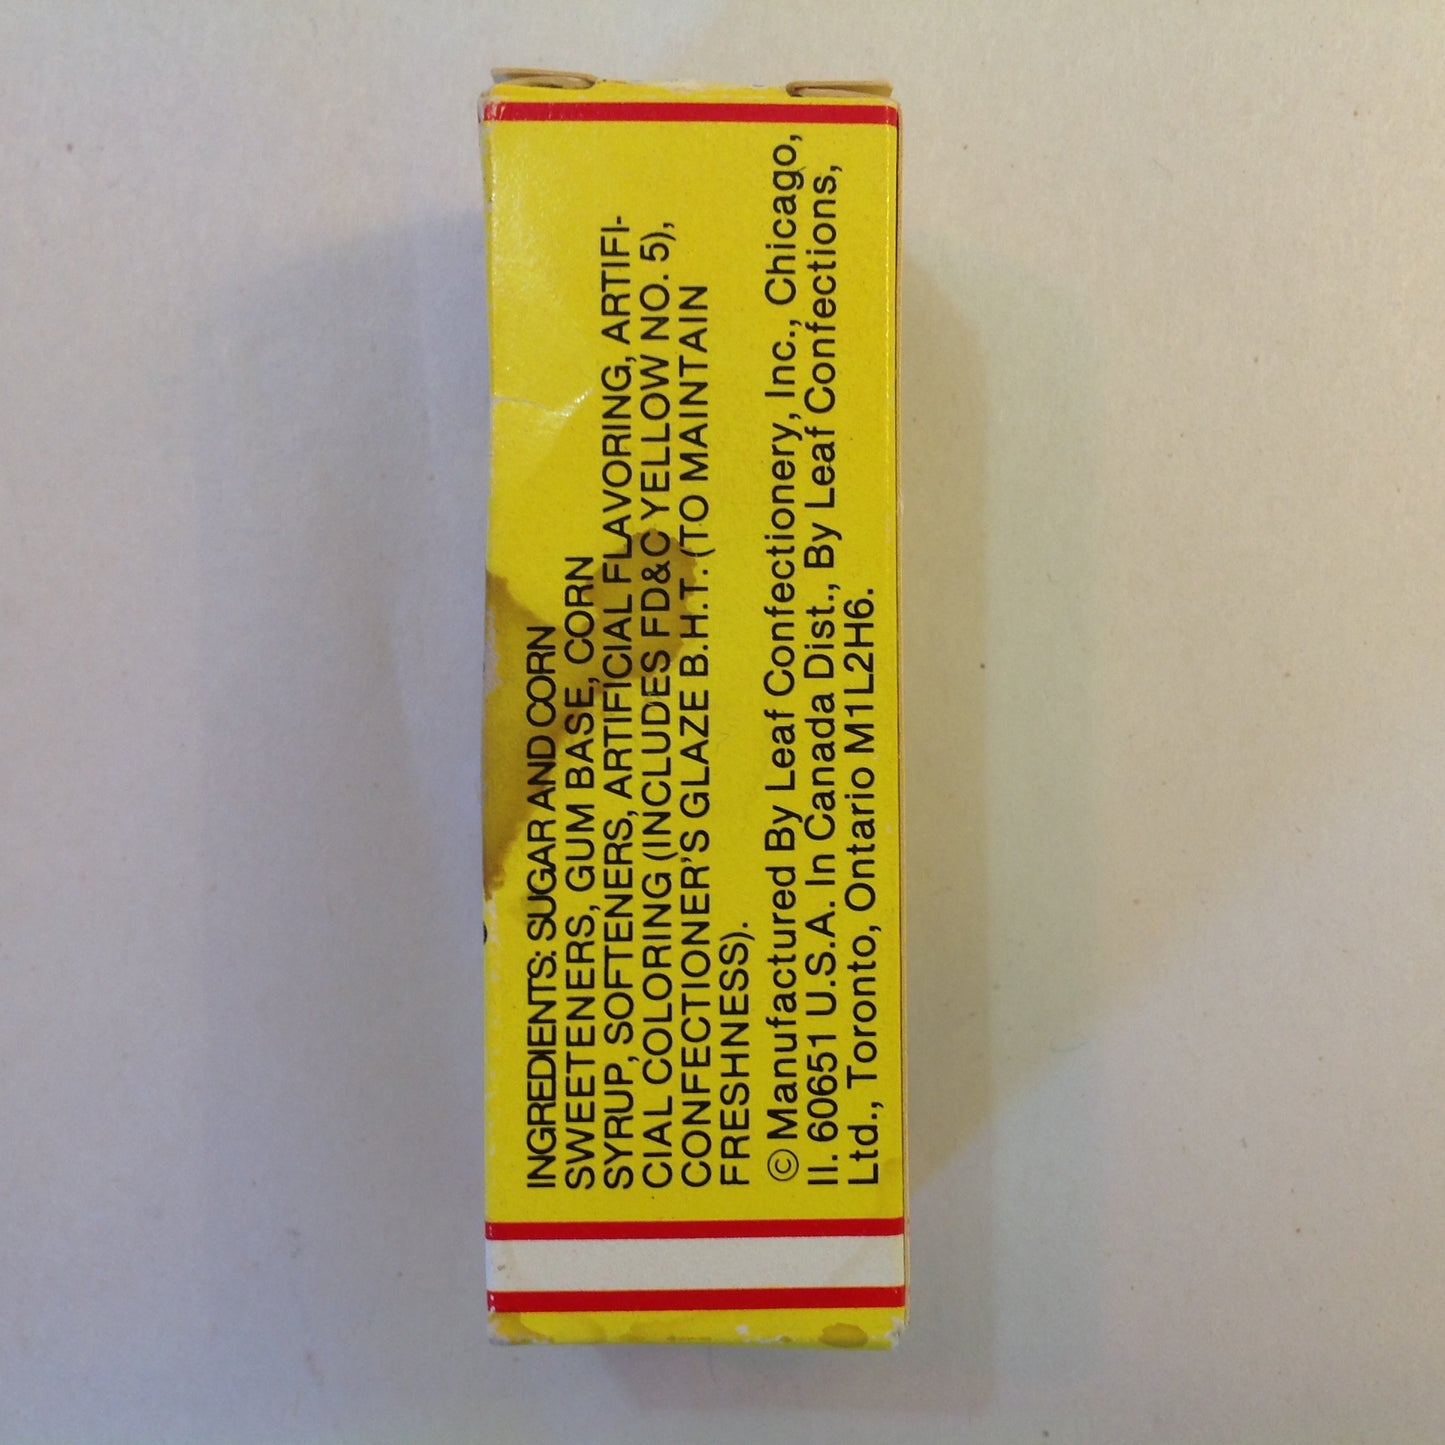 INGREDIENTS: SUGAR AND CORN
SWEETENERS, GUM BASE, CORN
SYRUP, SOFTENERS, ARTIFICIAL FLAVORING, ARTIFI-
CIAL COLORING (INCLUDES FD&C YELLOW NO. 5),
CONFECTIONER'S GLAZE B.H.T. (TO MAINTAIN
FRESHNESS).
© Manufactured By Leaf Confectionery, Inc., Chicago,
Il. 60651 U.S.A. In Canada Dist., By Leaf Confections,
Ltd., Toronto, Ontario M1L2H6.